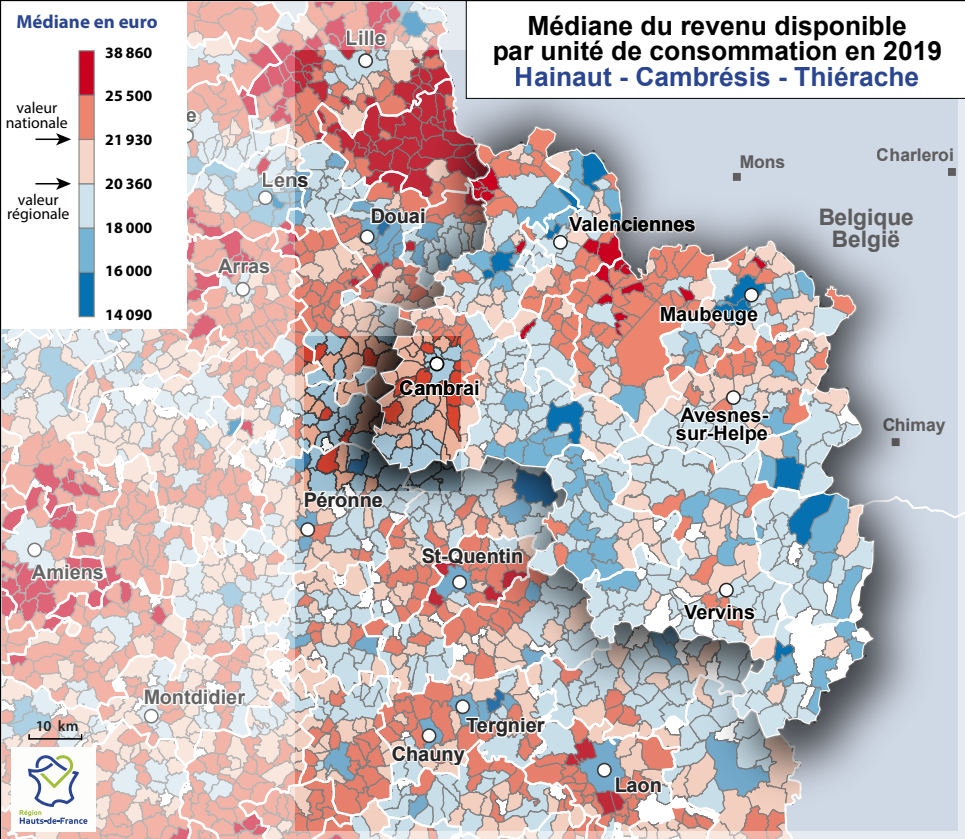 Médiane en euro
38 860
25 500
valeur
nationale
21 930
20 360
valeur
régionale
18 000
16 000
14 090
Médiane du revenu disponible
par unité de consommation en 2019
Hainaut - Cambrésis - Thiérache
Lille
e
Lens
Mons
Charleroi
Douai
Valenciennes
Belgique
België
Arras
Maubeuge
Cambrai
Avesnes-
sur-Helpe
Chimay
Péronne
St-Quentin
Amiens
Vervins
Montdidier
10 km
Tergnier
Chauny
Laon
Région
Hauts-de-France